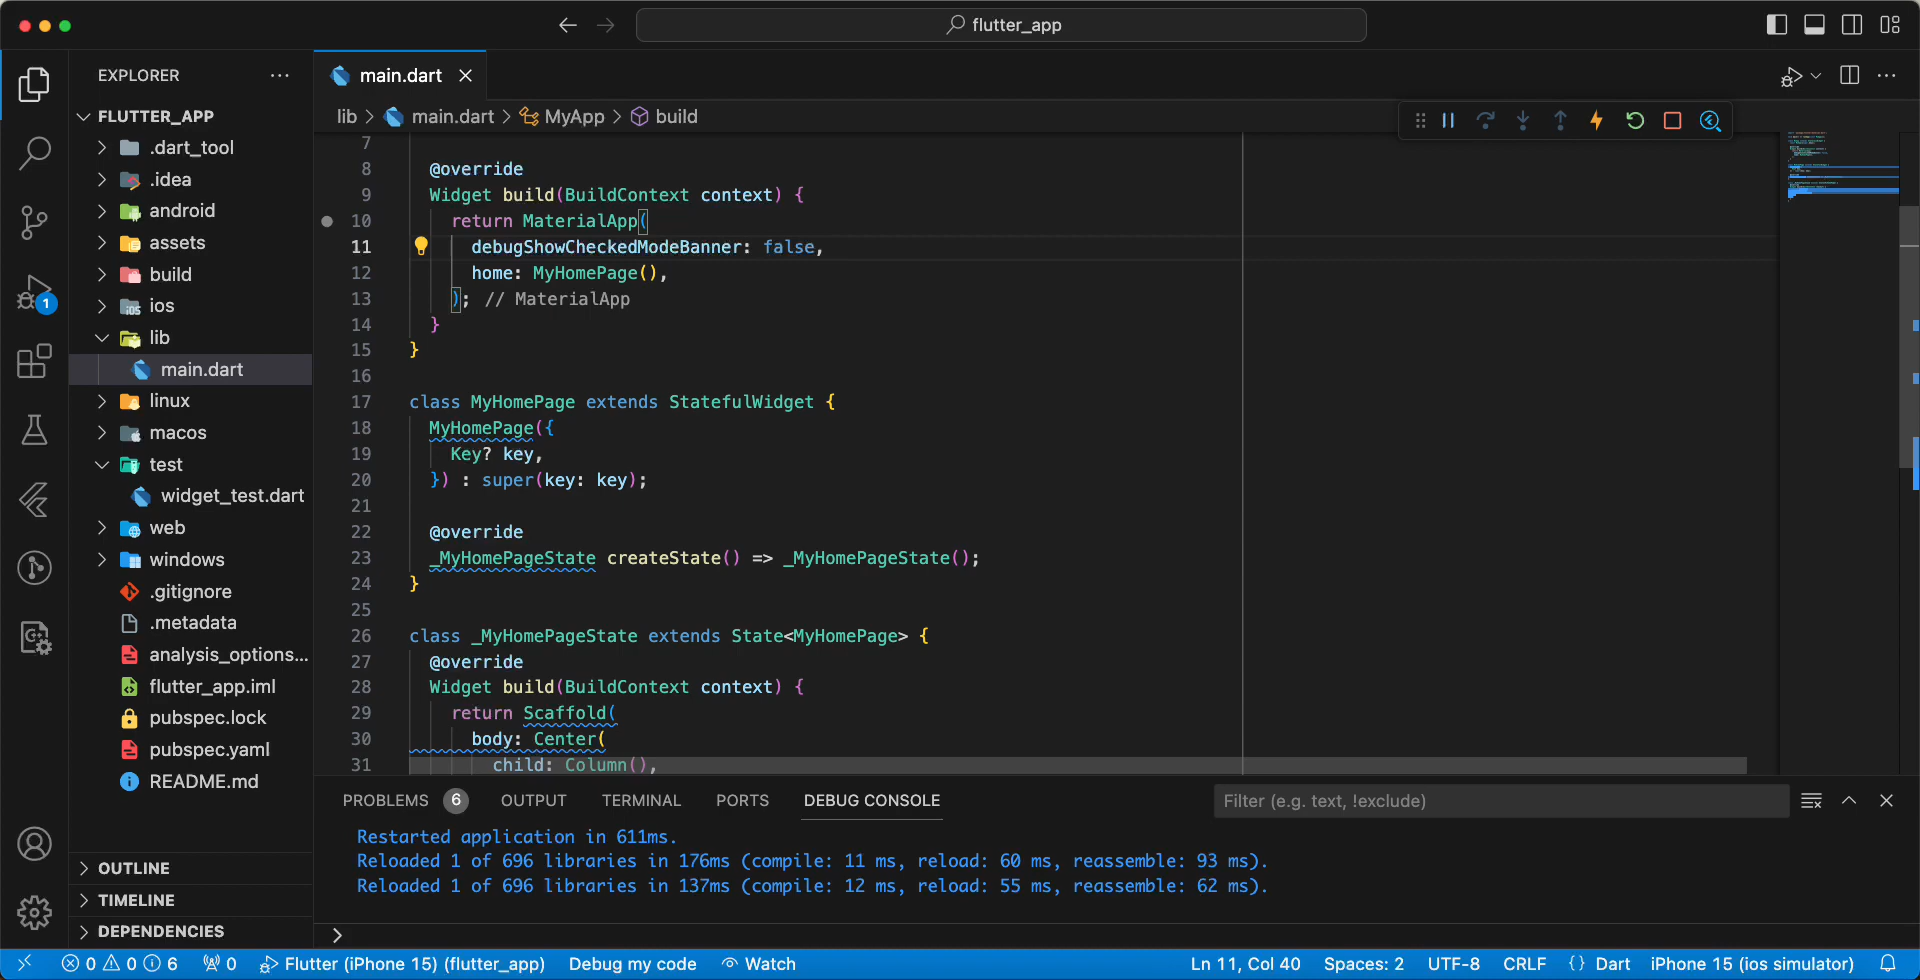 flutter_app
EXPLORER
FLUTTER_APP
.dart_tool
.idea
android
assets
build
ios
lib
main.dart
linux
macos
test
widget_test.dart
web
windows
.gitignore
.metadata
analysis_options...
flutter_app.iml
pubspec.lock
pubspec.yaml
README.md
OUTLINE
TIMELINE
DEPENDENCIES
1
main.dart
lib > main.dart > MyApp > build
7
8 @override
9 Widget build(BuildContext context) {
10 return MaterialApp(
11 debugShowCheckedModeBanner: false,
12 home: MyHomePage(),
13 ); // MaterialApp
14 }
15 }
16
17 class MyHomePage extends StatefulWidget {
18 MyHomePage({
19 Key? key,
20 }) : super(key: key);
21
22 @override
23 _MyHomePageState createState() => _MyHomePageState();
24 }
25
26 class _MyHomePageState extends State<MyHomePage> {
27 @override
28 Widget build(BuildContext context) {
29 return Scaffold(
30 body: Center(
31 child: Column(),
PROBLEMS 6 OUTPUT TERMINAL PORTS DEBUG CONSOLE Filter (e.g. text, !exclude)
Restarted application in 611ms.
Reloaded 1 of 696 libraries in 176ms (compile: 11 ms, reload: 60 ms, reassemble: 93 ms).
Reloaded 1 of 696 libraries in 137ms (compile: 12 ms, reload: 55 ms, reassemble: 62 ms).
>
0 0 6 0 Flutter (iPhone 15) (flutter_app) Debug my code Watch Ln 11, Col 40 Spaces: 2 UTF-8 CRLF {} Dart iPhone 15 (ios simulator)